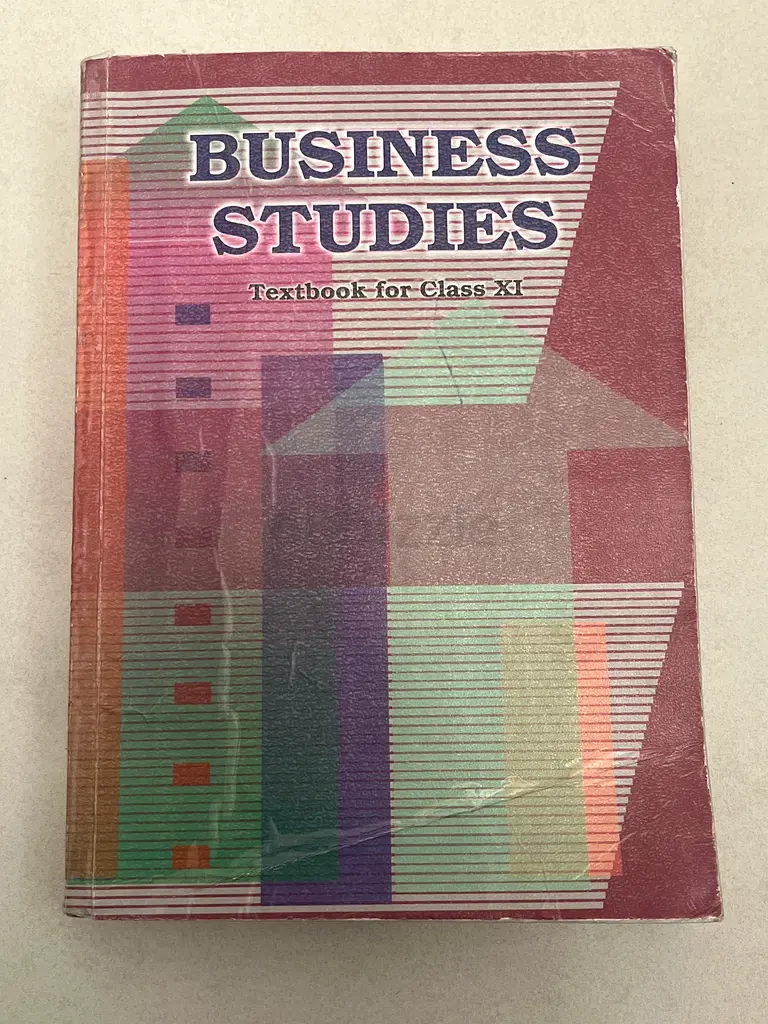 BUSINESS
STUDIES
Textbook for Class XI